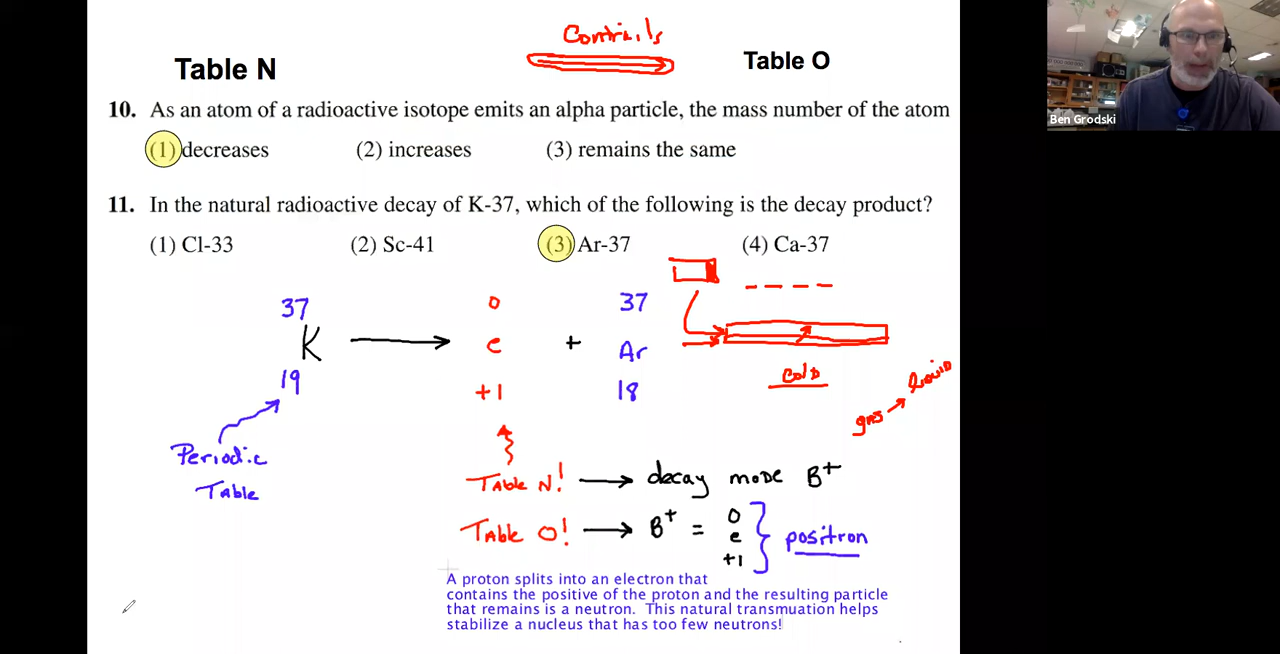 Contrails
Table N
Table O
10. As an atom of a radioactive isotope emits an alpha particle, the mass number of the atom
(1) decreases (2) increases (3) remains the same
11. In the natural radioactive decay of K-37, which of the following is the decay product?
(1) Cl-33 (2) Sc-41 (3) Ar-37 (4) Ca-37
37 0 37
K e + Ar
19 +1 18
Cold
gas liquid
Periodic
Table
Table N! decay mode B+
Table O! B+ = 0 e +1 positron
A proton splits into an electron that
contains the positive of the proton and the resulting particle
that remains is a neutron. This natural transmuation helps
stabilize a nucleus that has too few neutrons!
Ben Grodski